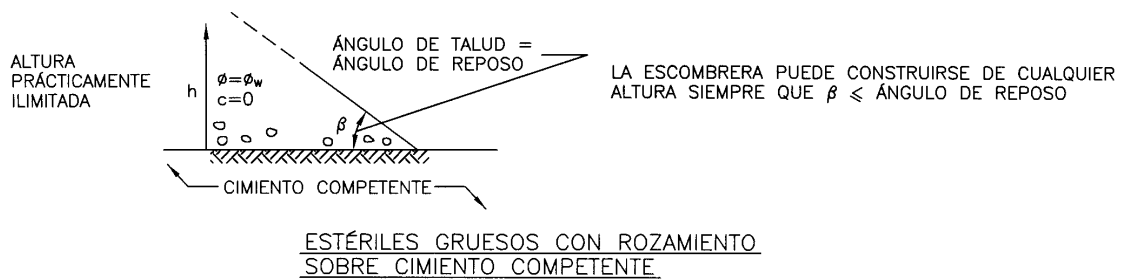 ALTURA
PRÁCTICAMENTE
ILIMITADA
h
ø=øw
c=0
ÁNGULO DE TALUD =
ÁNGULO DE REPOSO
β
LA ESCOMBRERA PUEDE CONSTRUIRSE DE CUALQUIER
ALTURA SIEMPRE QUE β ⩽ ÁNGULO DE REPOSO
CIMIENTO COMPETENTE
ESTÉRILES GRUESOS CON ROZAMIENTO
SOBRE CIMIENTO COMPETENTE